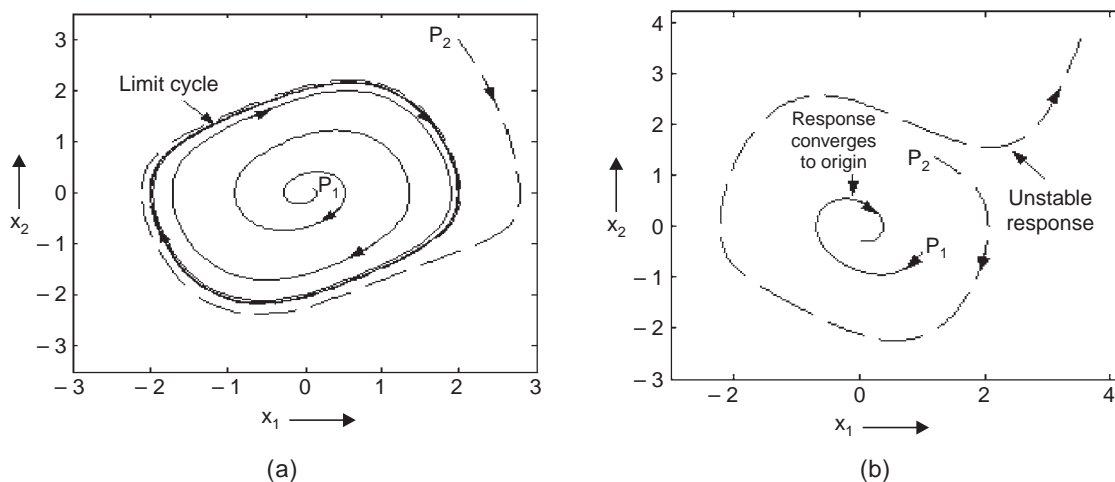 3
2
1
0
– 1
– 2
– 3
x2
– 3
– 2
– 1
0
1
2
3
x1
Limit cycle
P1
P2
(a)
4
3
2
1
0
– 1
– 2
– 3
x2
– 2
0
2
4
x1
Response
converges
to origin
P2
P1
Unstable
response
(b)